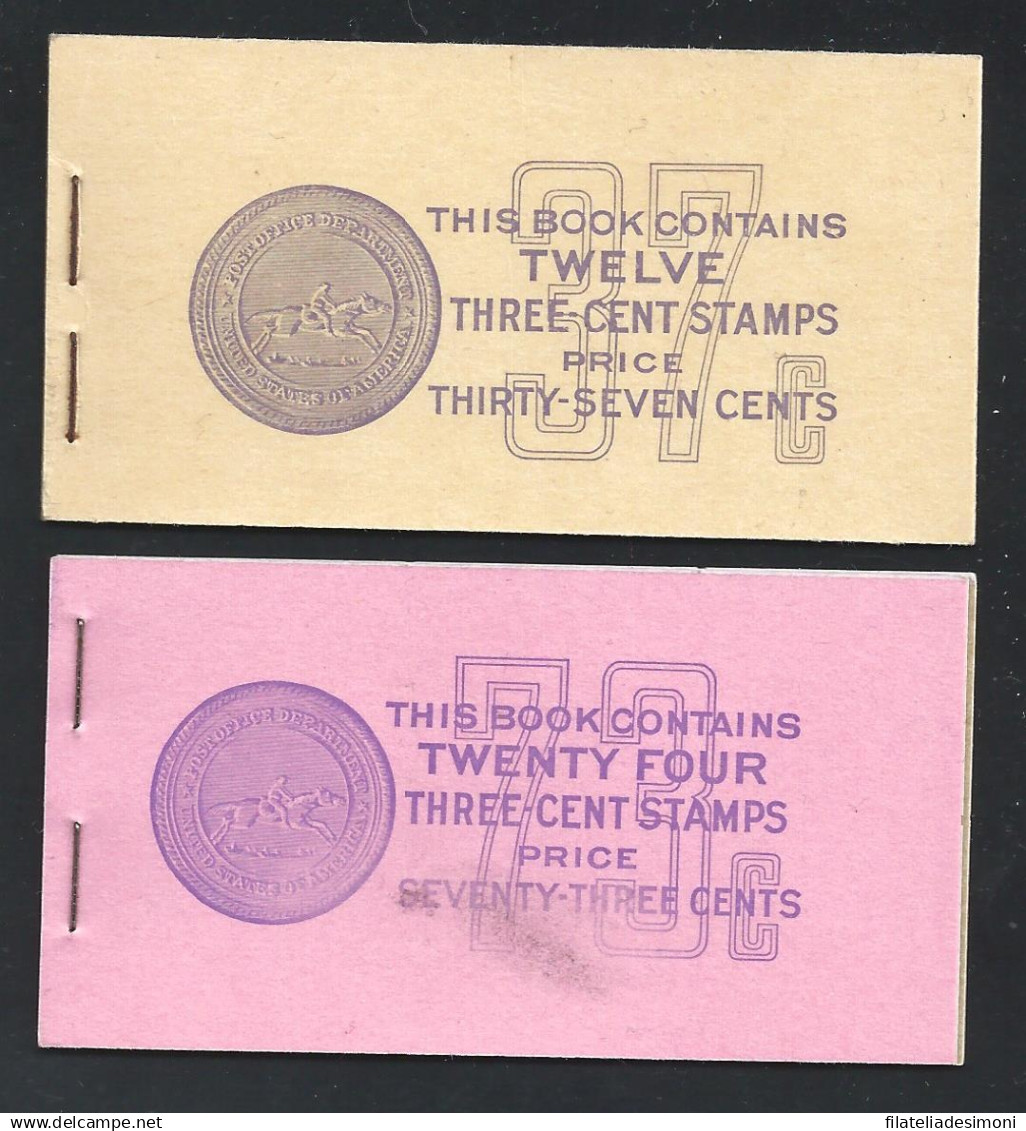 POST OFFICE DEPARTMENT
UNITED STATES OF AMERICA
37c
THIS BOOK CONTAINS
TWELVE
THREE-CENT STAMPS
PRICE
THIRTY-SEVEN CENTS
POST OFFICE DEPARTMENT
UNITED STATES OF AMERICA
73c
THIS BOOK CONTAINS
TWENTY FOUR
THREE-CENT STAMPS
PRICE
SEVENTY-THREE CENTS
filateliadesimoni
delcampe.net